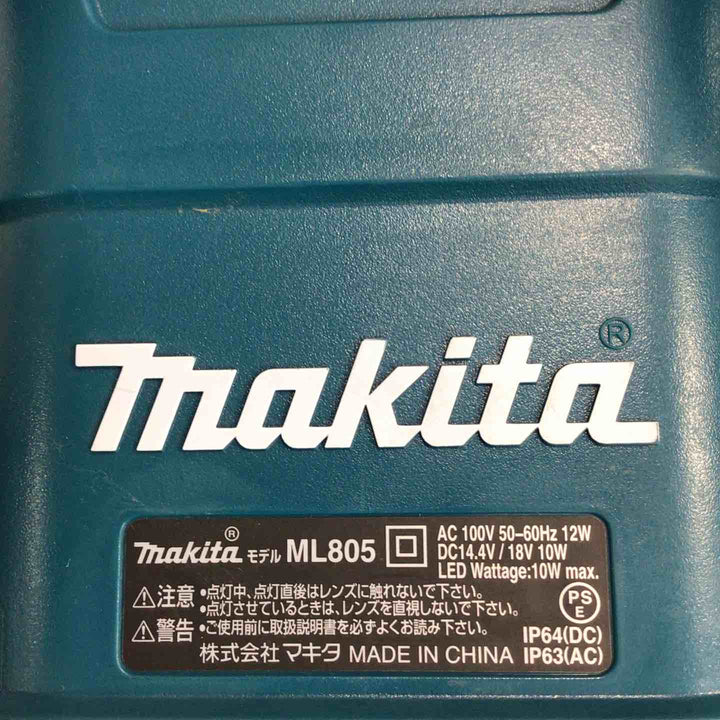 makita®
makita® モデル ML805 AC 100V 50–60Hz 12W
DC14.4V / 18V 10W
LED Wattage:10W max.
⚠注意 •点灯中、点灯直後はレンズに触れないで下さい。
•点灯させているときは、レンズを直視しないで下さい。
⚠警告 •ご使用前に取扱説明書を必ずよくお読み下さい。
PS
E
IP64(DC)
株式会社マキタ MADE IN CHINA IP63(AC)